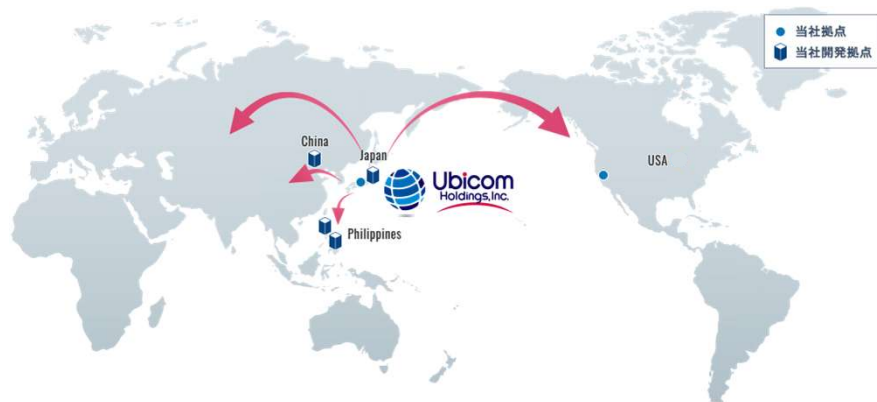 当社拠点
当社開発拠点
China
Japan
USA
Ubicom
Holdings,Inc.
Philippines